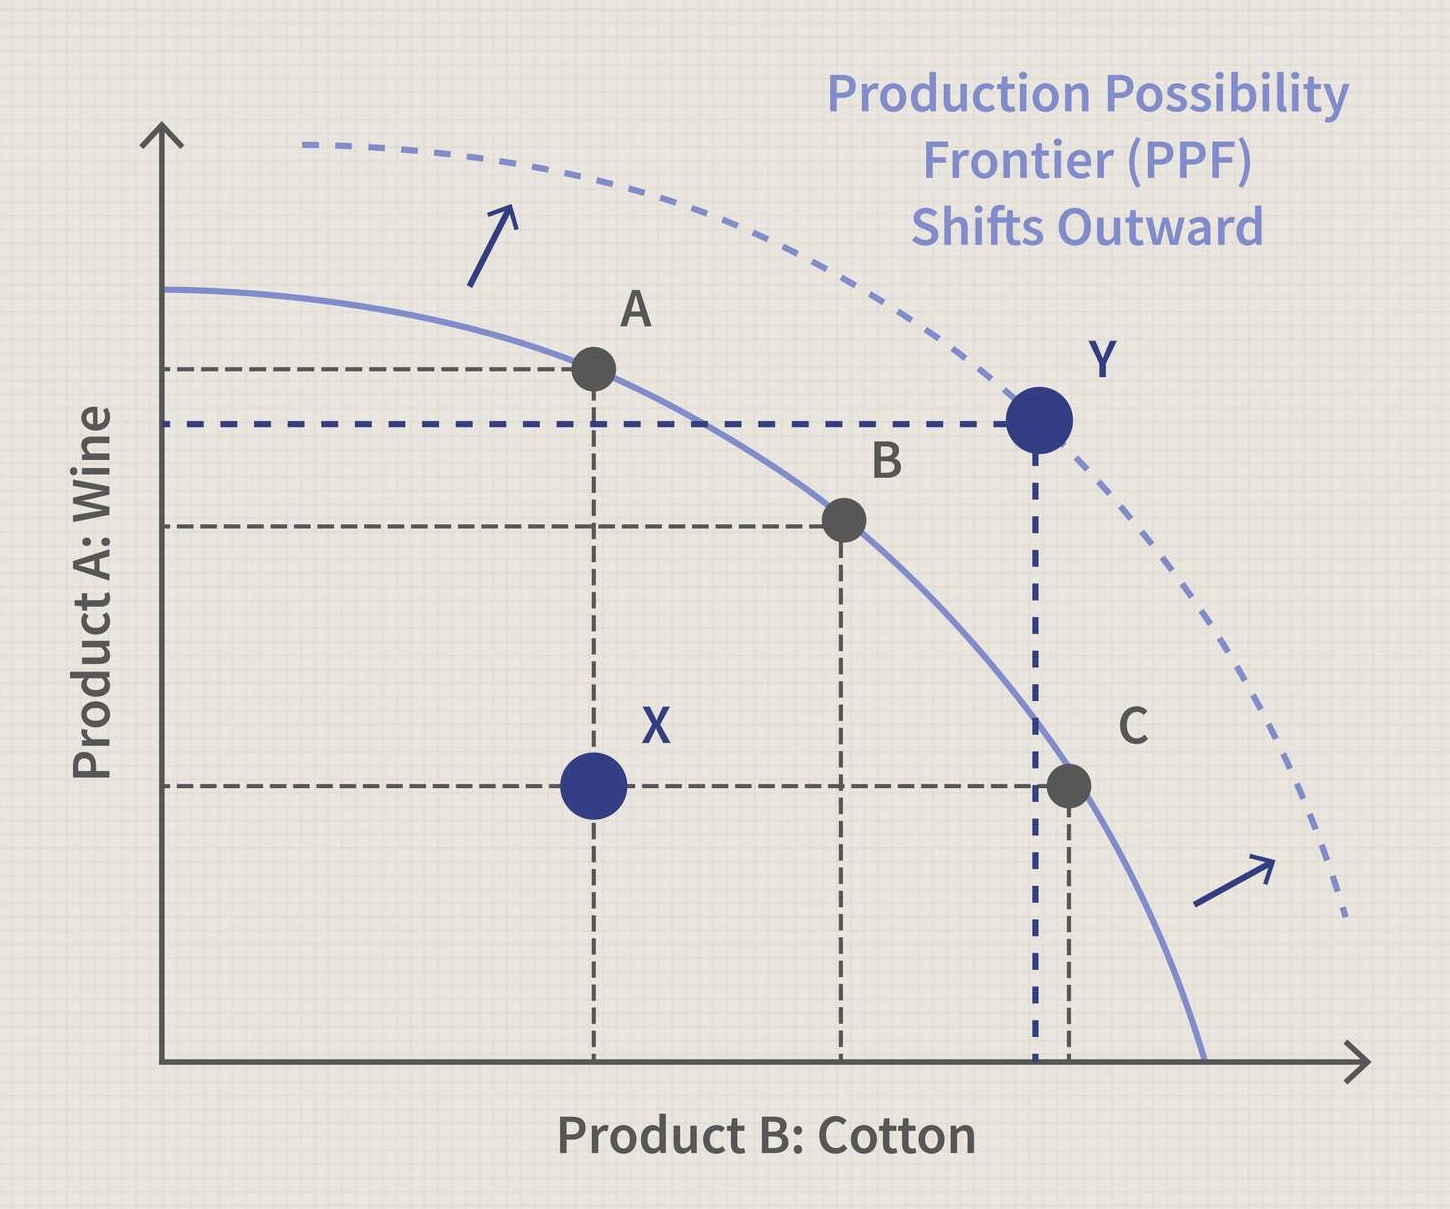 Production Possibility
Frontier (PPF)
Shifts Outward
A
Y
B
Product A: Wine
X
C
Product B: Cotton